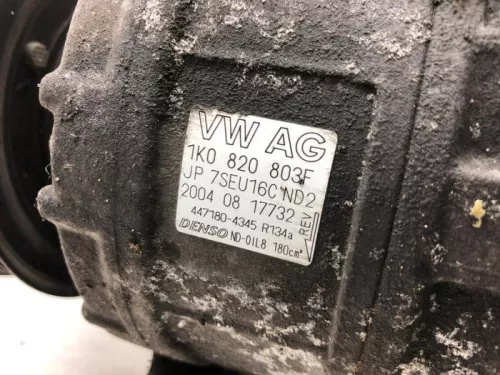 VW AG
1K0 820 803F
JP 7SEU16C ND2
2004 08 17732 REV
447180-4345 R134a
DENSO ND-OIL8 180cm³